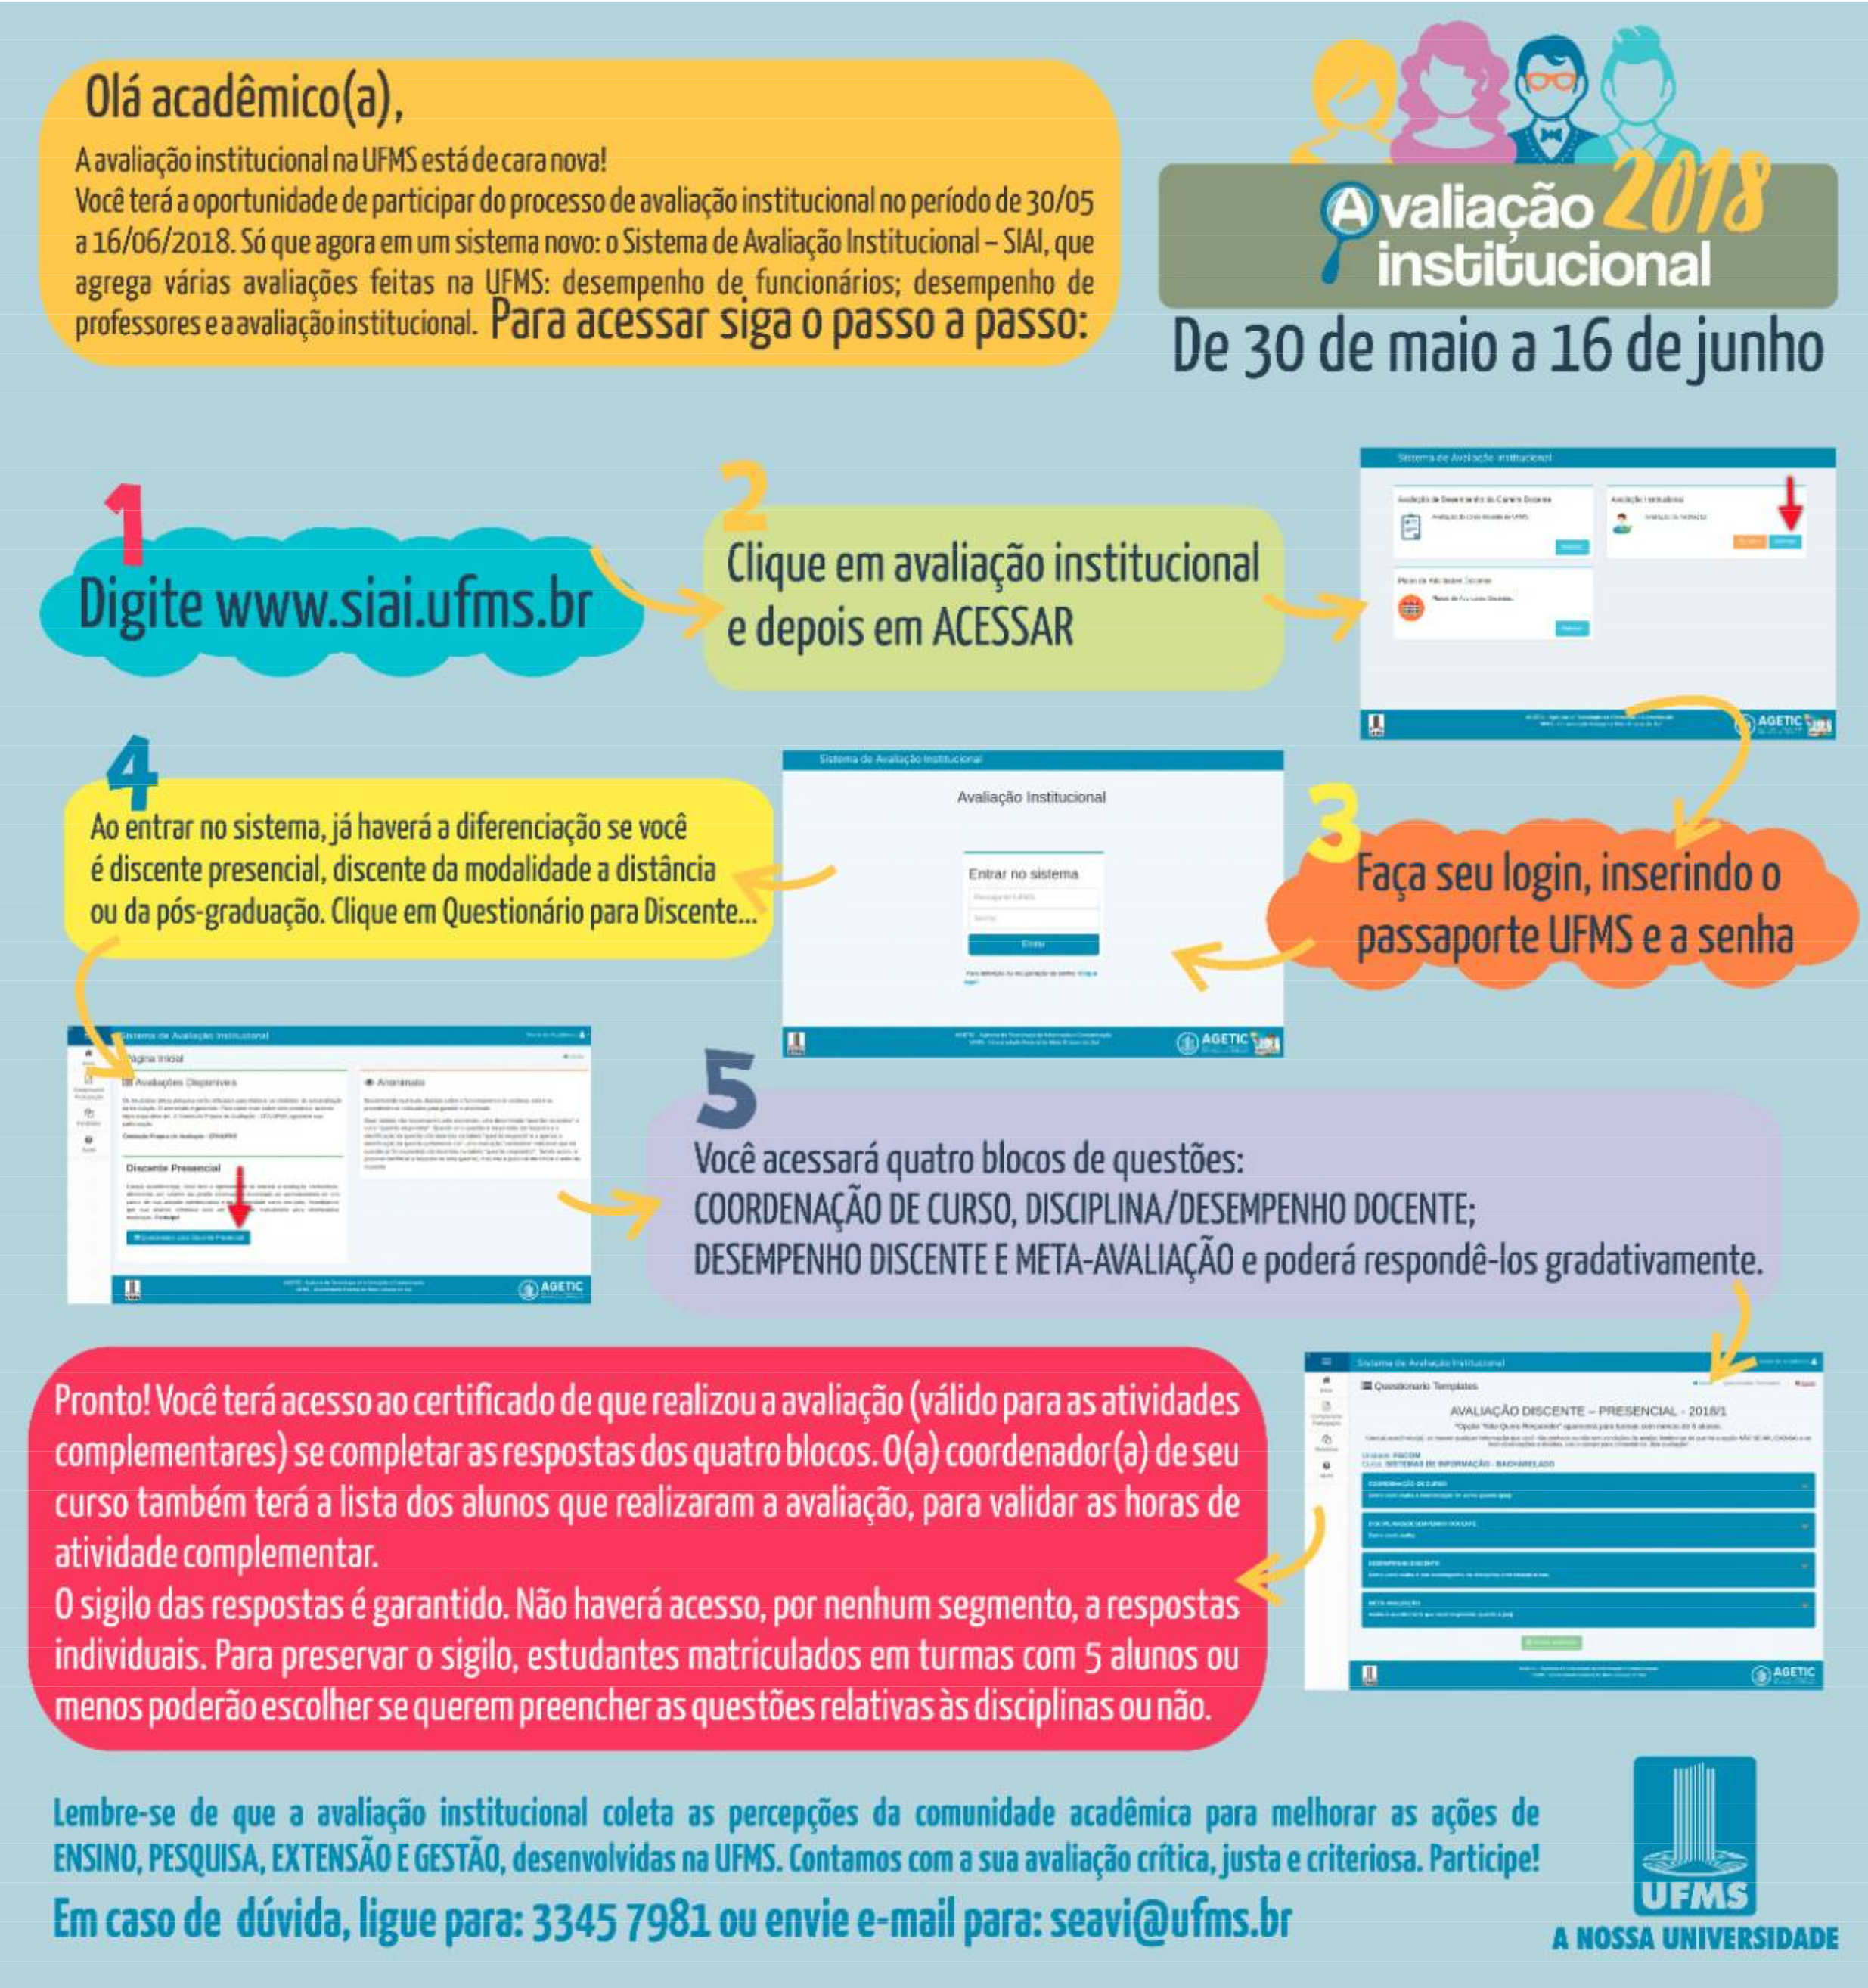 Olá acadêmico(a),
A avaliação institucional na UFMS está de cara nova!
Você terá a oportunidade de participar do processo de avaliação institucional no período de 30/05
a 16/06/2018. Só que agora em um sistema novo: o Sistema de Avaliação Institucional – SIAI, que
agrega várias avaliações feitas na UFMS: desempenho de funcionários; desempenho de
professores e a avaliação institucional. Para acessar siga o passo a passo:
Avaliação 2018
institucional
De 30 de maio a 16 de junho
1
Digite www.siai.ufms.br
2
Clique em avaliação institucional
e depois em ACESSAR
Sistema de Avaliação Institucional
Avaliação Institucional
AGETIC
3
Faça seu login, inserindo o
passaporte UFMS e a senha
Sistema de Avaliação Institucional
Avaliação Institucional
Entrar no sistema
Entrar
AGETIC
4
Ao entrar no sistema, já haverá a diferenciação se você
é discente presencial, discente da modalidade a distância
ou da pós-graduação. Clique em Questionário para Discente...
Sistema de Avaliação Institucional
Página Inicial
Avaliações Disponíveis
Anonimato
Discente Presencial
AGETIC
5
Você acessará quatro blocos de questões:
COORDENAÇÃO DE CURSO, DISCIPLINA/DESEMPENHO DOCENTE;
DESEMPENHO DISCENTE E META-AVALIAÇÃO e poderá respondê-los gradativamente.
Sistema de Avaliação Institucional
Questionario Templates
AVALIAÇÃO DISCENTE – PRESENCIAL - 2018/1
Unidade: FACOM
Curso: SISTEMAS DE INFORMAÇÃO - BACHARELADO
COORDENAÇÃO DE CURSO
DESEMPENHO DISCENTE
META-AVALIAÇÃO
AGETIC
Pronto! Você terá acesso ao certificado de que realizou a avaliação (válido para as atividades
complementares) se completar as respostas dos quatro blocos. O(a) coordenador(a) de seu
curso também terá a lista dos alunos que realizaram a avaliação, para validar as horas de
atividade complementar.
O sigilo das respostas é garantido. Não haverá acesso, por nenhum segmento, a respostas
individuais. Para preservar o sigilo, estudantes matriculados em turmas com 5 alunos ou
menos poderão escolher se querem preencher as questões relativas às disciplinas ou não.
Lembre-se de que a avaliação institucional coleta as percepções da comunidade acadêmica para melhorar as ações de
ENSINO, PESQUISA, EXTENSÃO E GESTÃO, desenvolvidas na UFMS. Contamos com a sua avaliação crítica, justa e criteriosa. Participe!
Em caso de dúvida, ligue para: 3345 7981 ou envie e-mail para: seavi@ufms.br
UFMS
A NOSSA UNIVERSIDADE